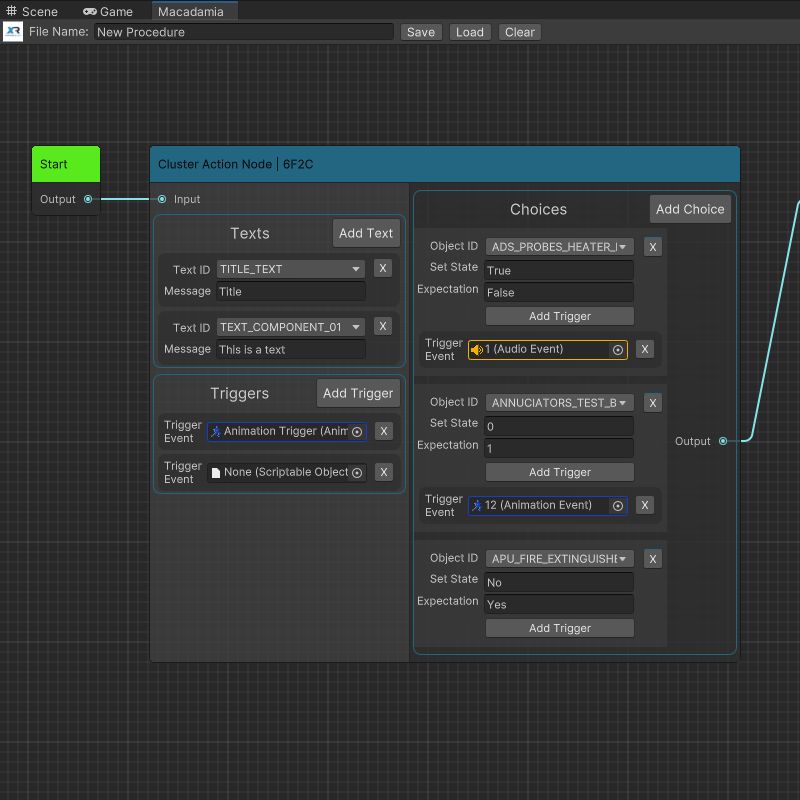 Scene Game Macadamia
XR File Name: New Procedure Save Load Clear
Start
Output
Cluster Action Node | 6F2C
Input
Texts Add Text
Text ID TITLE_TEXT X
Message Title
Text ID TEXT_COMPONENT_01 X
Message This is a text
Triggers Add Trigger
Trigger Event Animation Trigger (Anim X
Trigger Event None (Scriptable Object X
Choices Add Choice
Object ID ADS_PROBES_HEATER_ X
Set State True
Expectation False
Add Trigger
Trigger Event 1 (Audio Event) X
Object ID ANNUCIATORS_TEST_B X
Set State 0
Expectation 1
Add Trigger
Trigger Event 12 (Animation Event) X
Object ID APU_FIRE_EXTINGUISHE X
Set State No
Expectation Yes
Add Trigger
Output